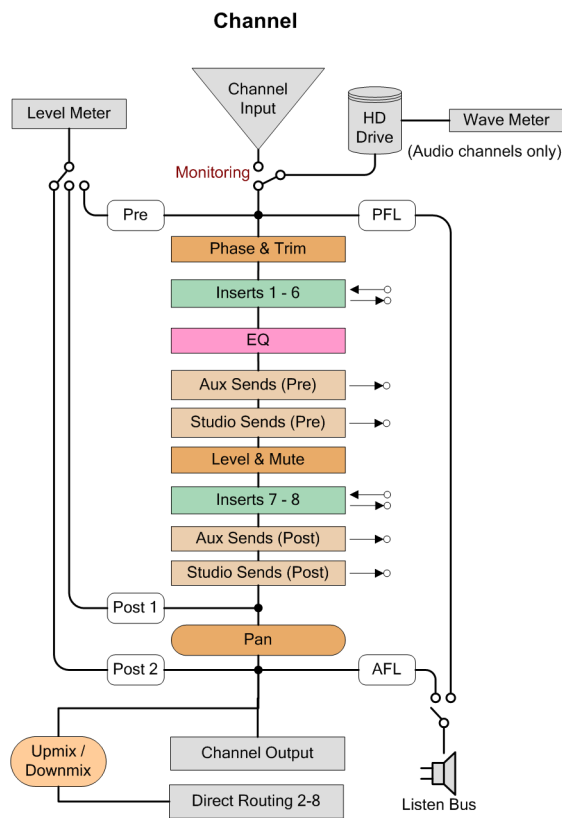 Channel
Level Meter
Channel
Input
HD
Drive
Wave Meter
(Audio channels only)
Monitoring
Pre
PFL
Phase & Trim
Inserts 1 - 6
EQ
Aux Sends (Pre)
Studio Sends (Pre)
Level & Mute
Inserts 7 - 8
Aux Sends (Post)
Studio Sends (Post)
Post 1
Pan
Post 2
AFL
Upmix /
Downmix
Channel Output
Direct Routing 2-8
Listen Bus